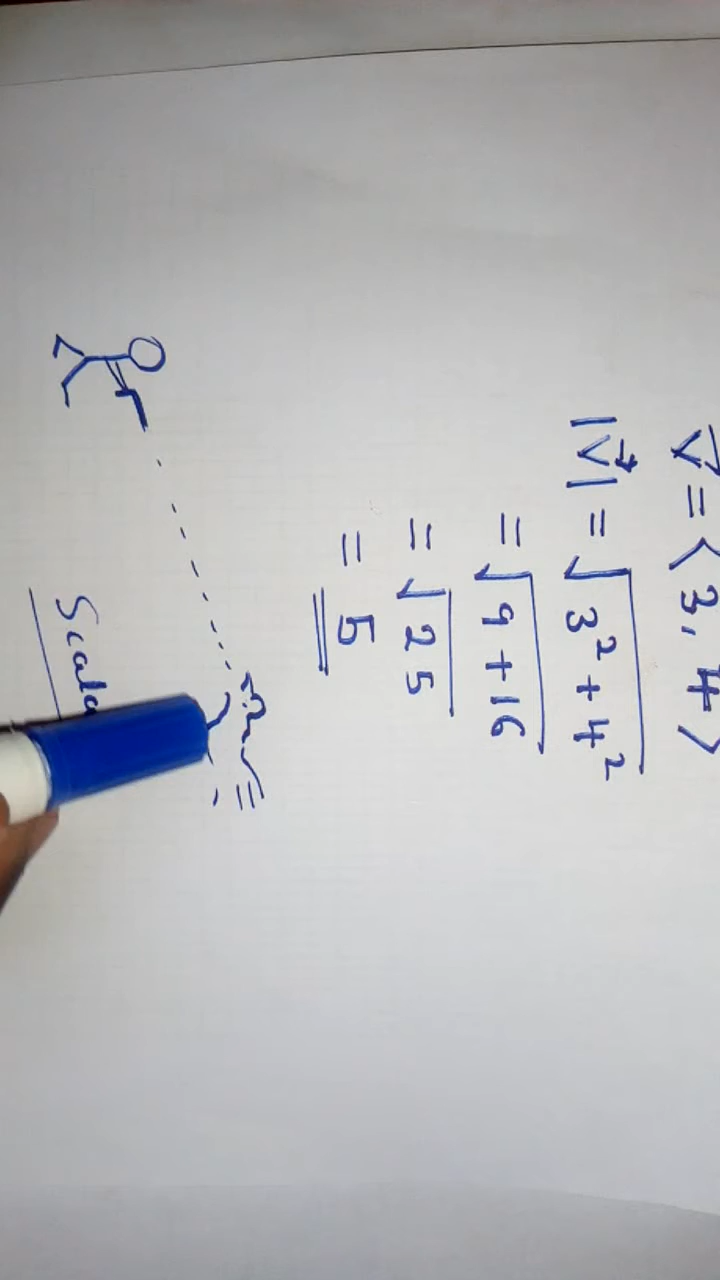 v⃗ = ⟨3, 4⟩
|v⃗| = √3² + 4²
= √9 + 16
= √25
= 5